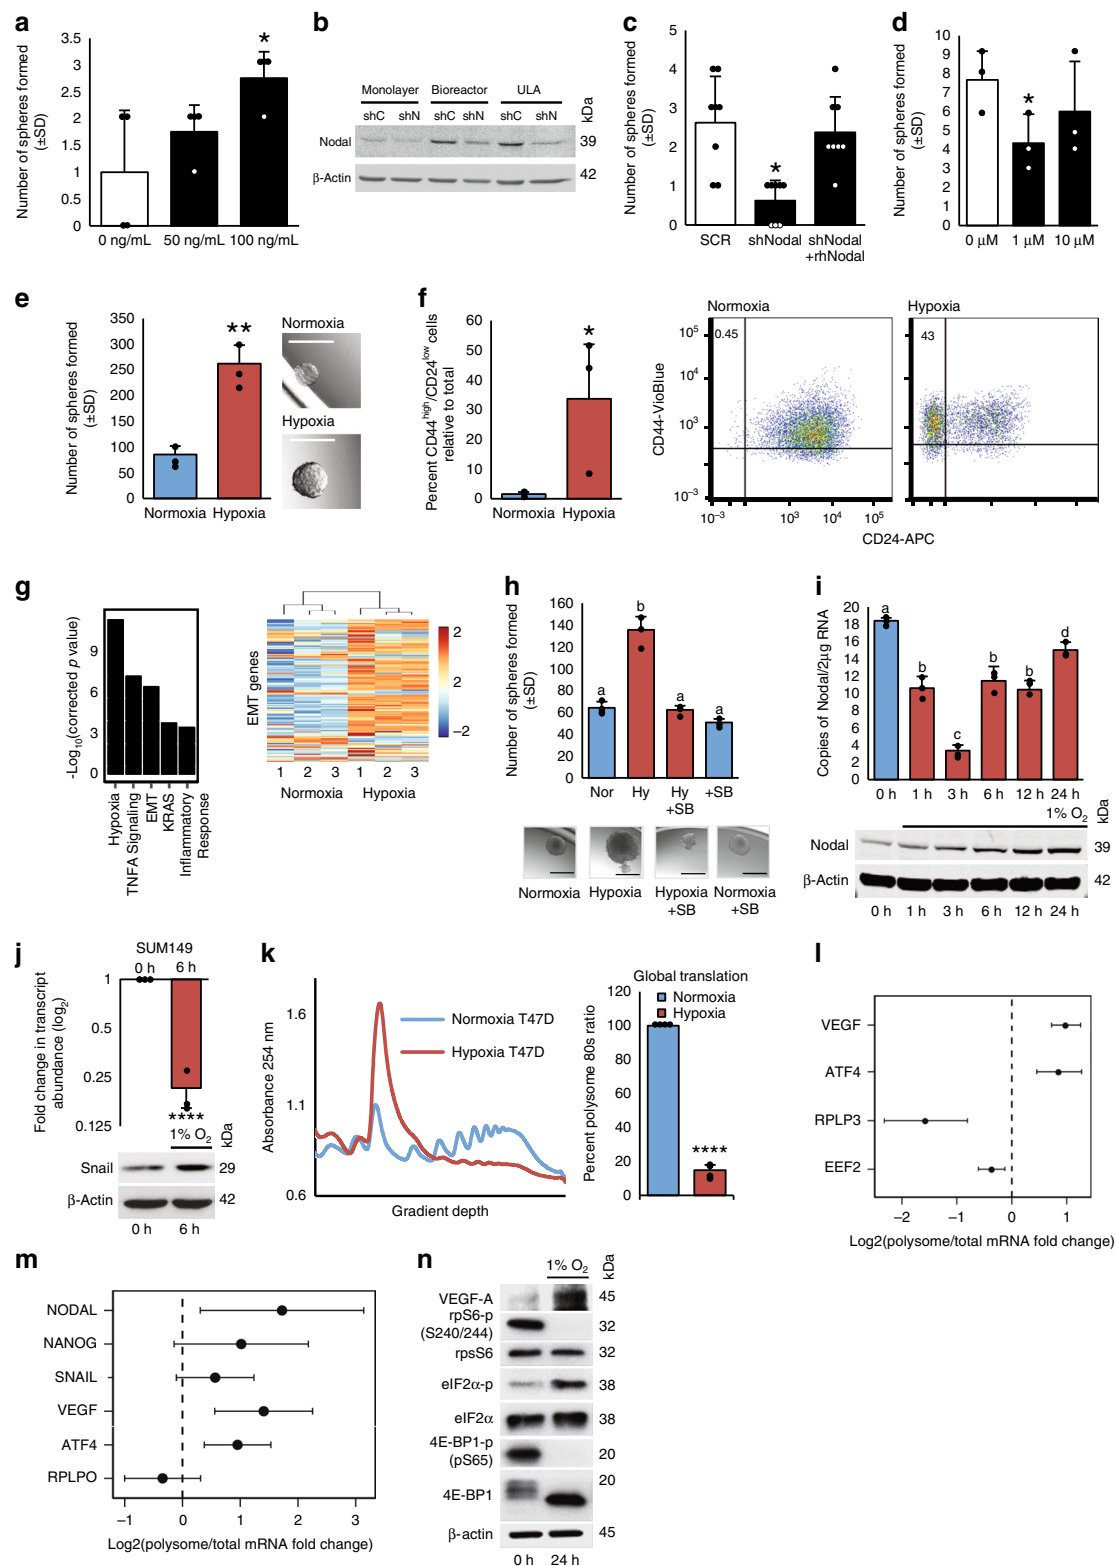 a
Number of spheres formed
(±SD)
3.5
3
2.5
2
1.5
1
0.5
0
*
0 ng/mL 50 ng/mL 100 ng/mL
b
Monolayer Bioreactor ULA
shC shN shC shN shC shN
kDa
Nodal 39
β-Actin 42
c
Number of spheres formed
(±SD)
5
4
3
2
1
0
*
SCR shNodal shNodal
+rhNodal
d
Number of spheres formed
(±SD)
10
9
8
7
6
5
4
3
2
1
0
*
0 μM 1 μM 10 μM
e
Number of spheres formed
(±SD)
350
300
250
200
150
100
50
0
**
Normoxia Hypoxia
Normoxia
Hypoxia
f
Percent CD44high/CD24low cells
relative to total
60
50
40
30
20
10
0
*
Normoxia Hypoxia
Normoxia
Hypoxia
0.45
43
CD44-VioBlue
10⁵
10⁴
10³
10⁻³
10⁻³ 10³ 10⁴ 10⁵
CD24-APC
g
-Log₁₀(corrected p value)
9
6
3
0
Hypoxia
TNFA Signaling
EMT
KRAS
Inflammatory
Response
EMT genes
1 2 3 1 2 3
Normoxia Hypoxia
2
2
−2
h
Number of spheres formed
(±SD)
160
140
120
100
80
60
40
20
0
a
b
a
a
Nor Hy Hy
+SB
+SB
Normoxia Hypoxia Hypoxia
+SB
Normoxia
+SB
i
Copies of Nodal/2μg RNA
20
18
16
14
12
10
8
6
4
2
0
a
b
c
b
b
d
0 h 1 h 3 h 6 h 12 h 24 h
1% O₂
kDa
Nodal 39
β-Actin 42
0 h 1 h 3 h 6 h 12 h 24 h
j
SUM149
0 h 6 h
Fold change in transcript
abundance (log₂)
1
0.5
0.25
0.125
****
1% O₂
kDa
Snail 29
β-Actin 42
0 h 6 h
k
Absorbance 254 nm
1.6
1.1
0.6
Normoxia T47D
Hypoxia T47D
Gradient depth
Global translation
Normoxia
Hypoxia
Percent polysome 80s ratio
120
100
80
60
40
20
0
****
l
VEGF
ATF4
RPLP3
EEF2
−2 −1 0 1
Log2(polysome/total mRNA fold change)
m
NODAL
NANOG
SNAIL
VEGF
ATF4
RPLPO
−1 0 1 2 3
Log2(polysome/total mRNA fold change)
n
1% O₂
kDa
VEGF-A 45
rpS6-p
(S240/244) 32
rpsS6 32
eIF2α-p 38
eIF2α 38
4E-BP1-p
(pS65) 20
20
4E-BP1
β-actin 45
0 h 24 h